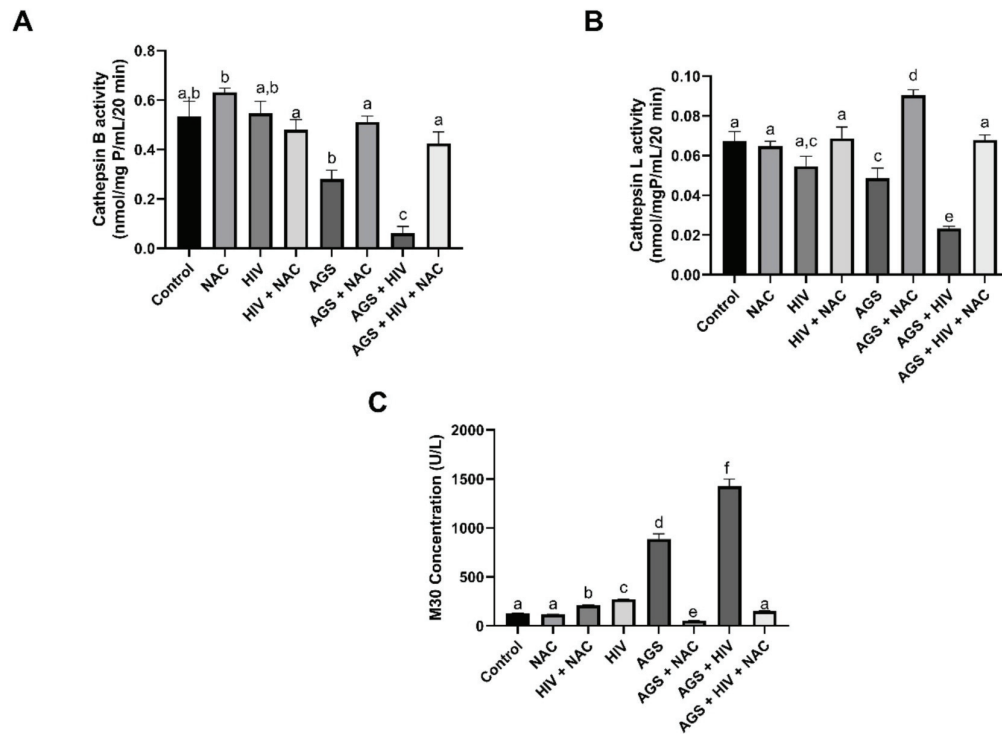 A
Cathepsin B activity
(nmol/mg P/mL/20 min)
0.8
0.6
0.4
0.2
0.0
a,b
b
a,b
a
b
a
c
a
Control
NAC
HIV
HIV + NAC
AGS
AGS + NAC
AGS + HIV
AGS + HIV + NAC
B
Cathepsin L activity
(nmol/mgP/mL/20 min)
0.10
0.08
0.06
0.04
0.02
0.00
a
a
a,c
a
c
d
e
a
Control
NAC
HIV
HIV + NAC
AGS
AGS + NAC
AGS + HIV
AGS + HIV + NAC
C
M30 Concentration (U/L)
2000
1500
1000
500
0
a
a
b
c
d
e
f
a
Control
NAC
HIV + NAC
HIV
AGS
AGS + NAC
AGS + HIV
AGS + HIV + NAC